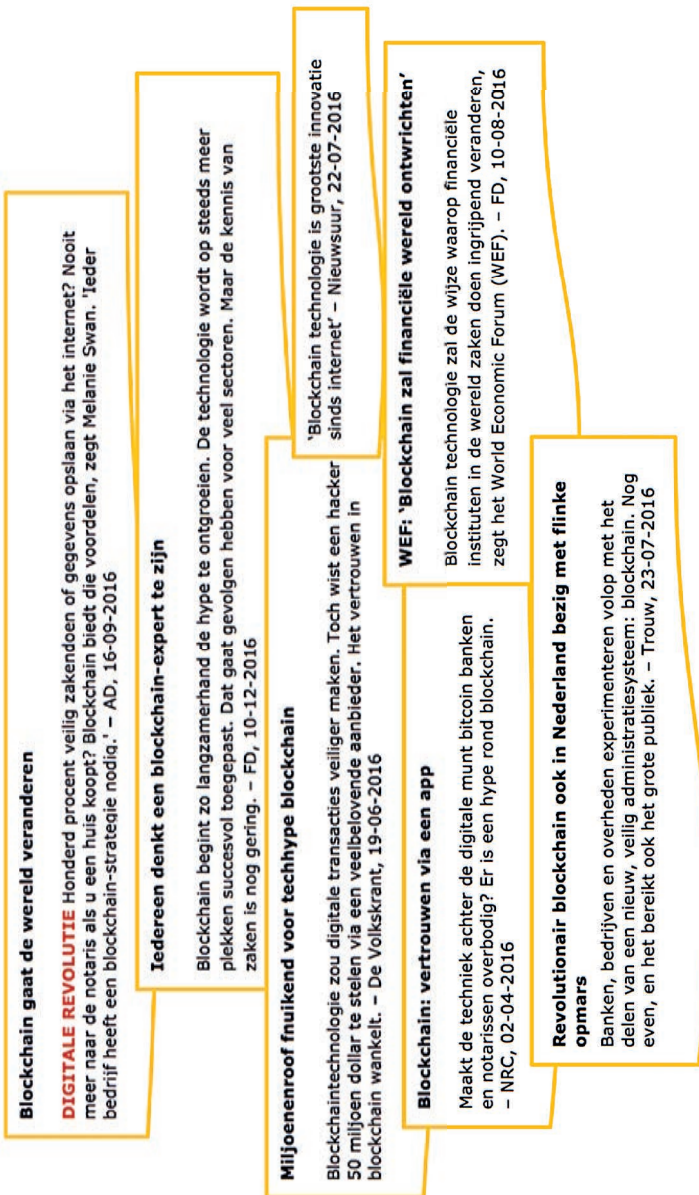 Blockchain gaat de wereld veranderen
DIGITALE REVOLUTIE Honderd procent veilig zakendoen of gegevens opslaan via het internet? Nooit
meer naar de notaris als u een huis koopt? Blockchain biedt die voordelen, zegt Melanie Swan. 'Ieder
bedrijf heeft een blockchain-strategie nodig.' – AD, 16-09-2016
Iedereen denkt een blockchain-expert te zijn
Blockchain begint zo langzamerhand de hype te ontgroeien. De technologie wordt op steeds meer
plekken succesvol toegepast. Dat gaat gevolgen hebben voor veel sectoren. Maar de kennis van
zaken is nog gering. – FD, 10-12-2016
Miljoenenroof fnuikend voor techhype blockchain
Blockchaintechnologie zou digitale transacties veiliger maken. Toch wist een hacker
50 miljoen dollar te stelen via een veelbelovende aanbieder. Het vertrouwen in
blockchain wankelt. – De Volkskrant, 19-06-2016
'Blockchain technologie is grootste innovatie
sinds internet' – Nieuwsuur, 22-07-2016
Blockchain: vertrouwen via een app
Maakt de techniek achter de digitale munt bitcoin banken
en notarissen overbodig? Er is een hype rond blockchain.
– NRC, 02-04-2016
WEF: 'Blockchain zal financiële wereld ontwrichten'
Blockchain technologie zal de wijze waarop financiële
instituten in de wereld zaken doen ingrijpend veranderen,
zegt het World Economic Forum (WEF). – FD, 10-08-2016
Revolutionair blockchain ook in Nederland bezig met flinke
opmars
Banken, bedrijven en overheden experimenteren volop met het
delen van een nieuw, veilig administratiesysteem: blockchain. Nog
even, en het bereikt ook het grote publiek. – Trouw, 23-07-2016